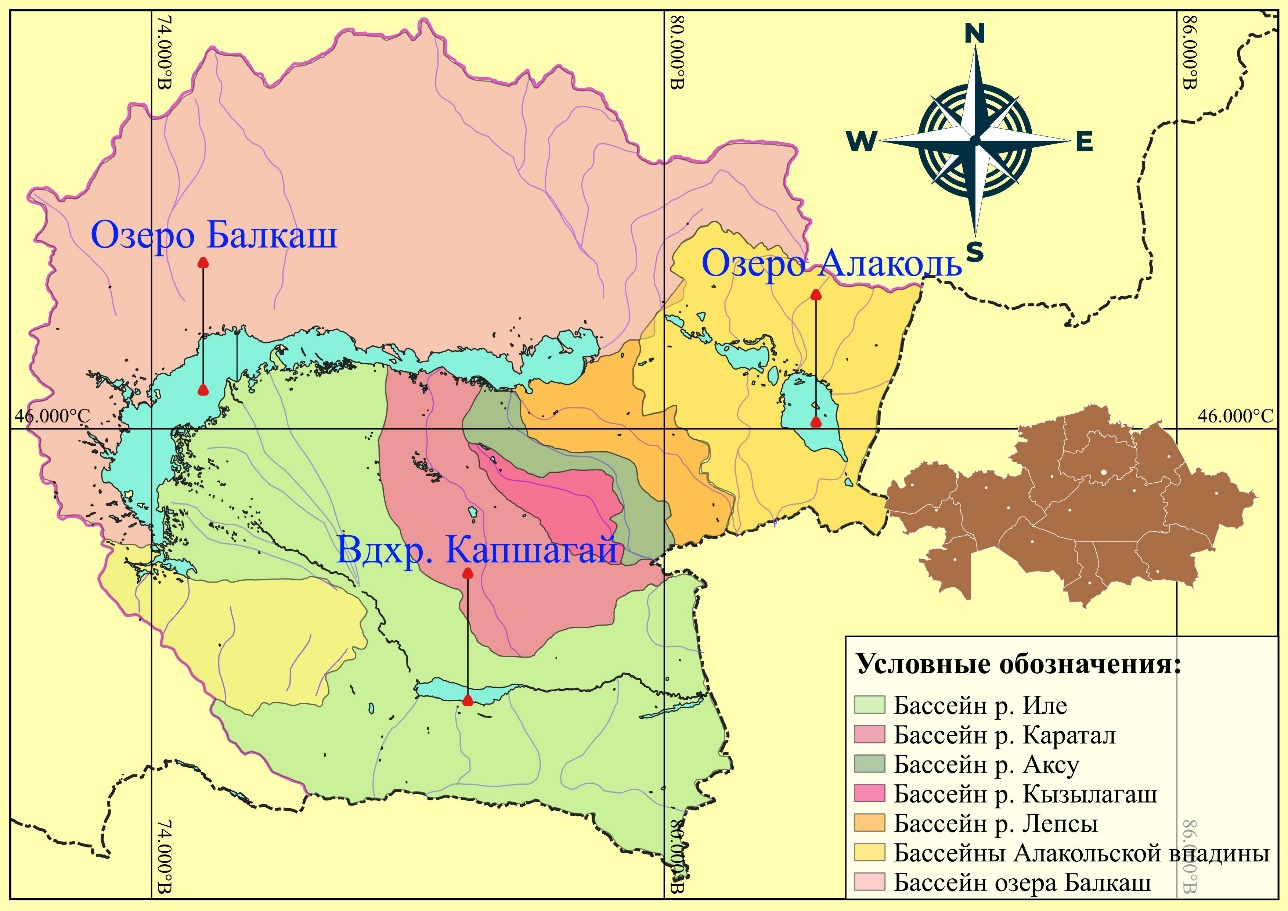 74.000°В
80.000°В
86.000°В
N
W
E
S
Озеро Балкаш
Озеро Алаколь
46.000°С
46.000°С
Вдхр. Капшагай
Условные обозначения:
Бассейн р. Иле
Бассейн р. Каратал
Бассейн р. Аксу
Бассейн р. Кызылагаш
Бассейн р. Лепсы
Бассейны Алакольской впадины
Бассейн озера Балкаш
74.000°В
80.000°В
86.000°В